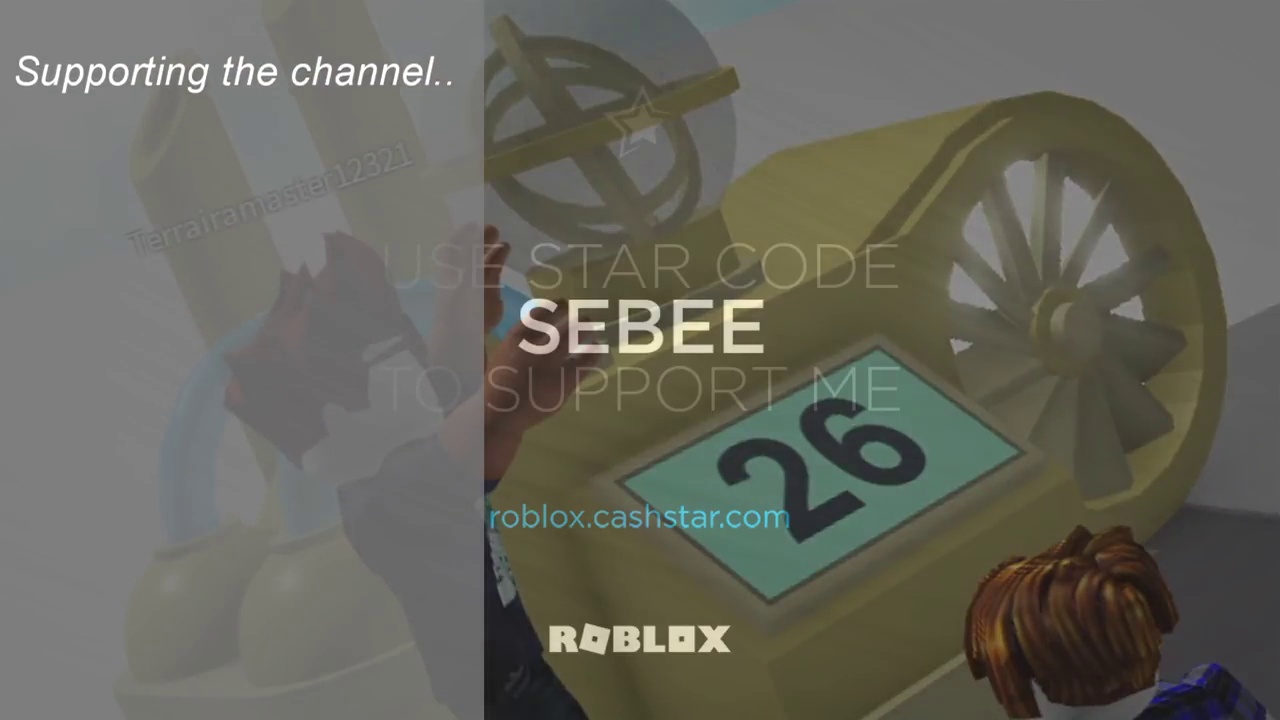 Supporting the channel..
Terrairamaster12321
USE STAR CODE
SEBEE
TO SUPPORT ME
26
roblox.cashstar.com
ROBLOX